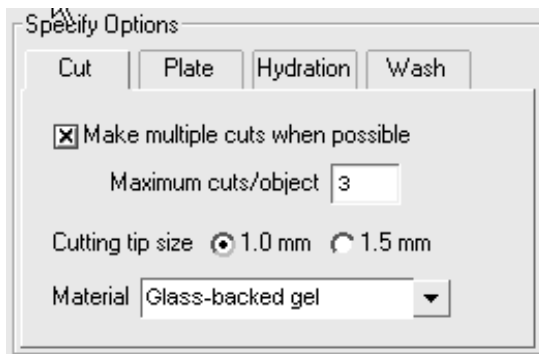 Specify Options
Cut Plate Hydration Wash
Make multiple cuts when possible
Maximum cuts/object 3
Cutting tip size 1.0 mm 1.5 mm
Material Glass-backed gel